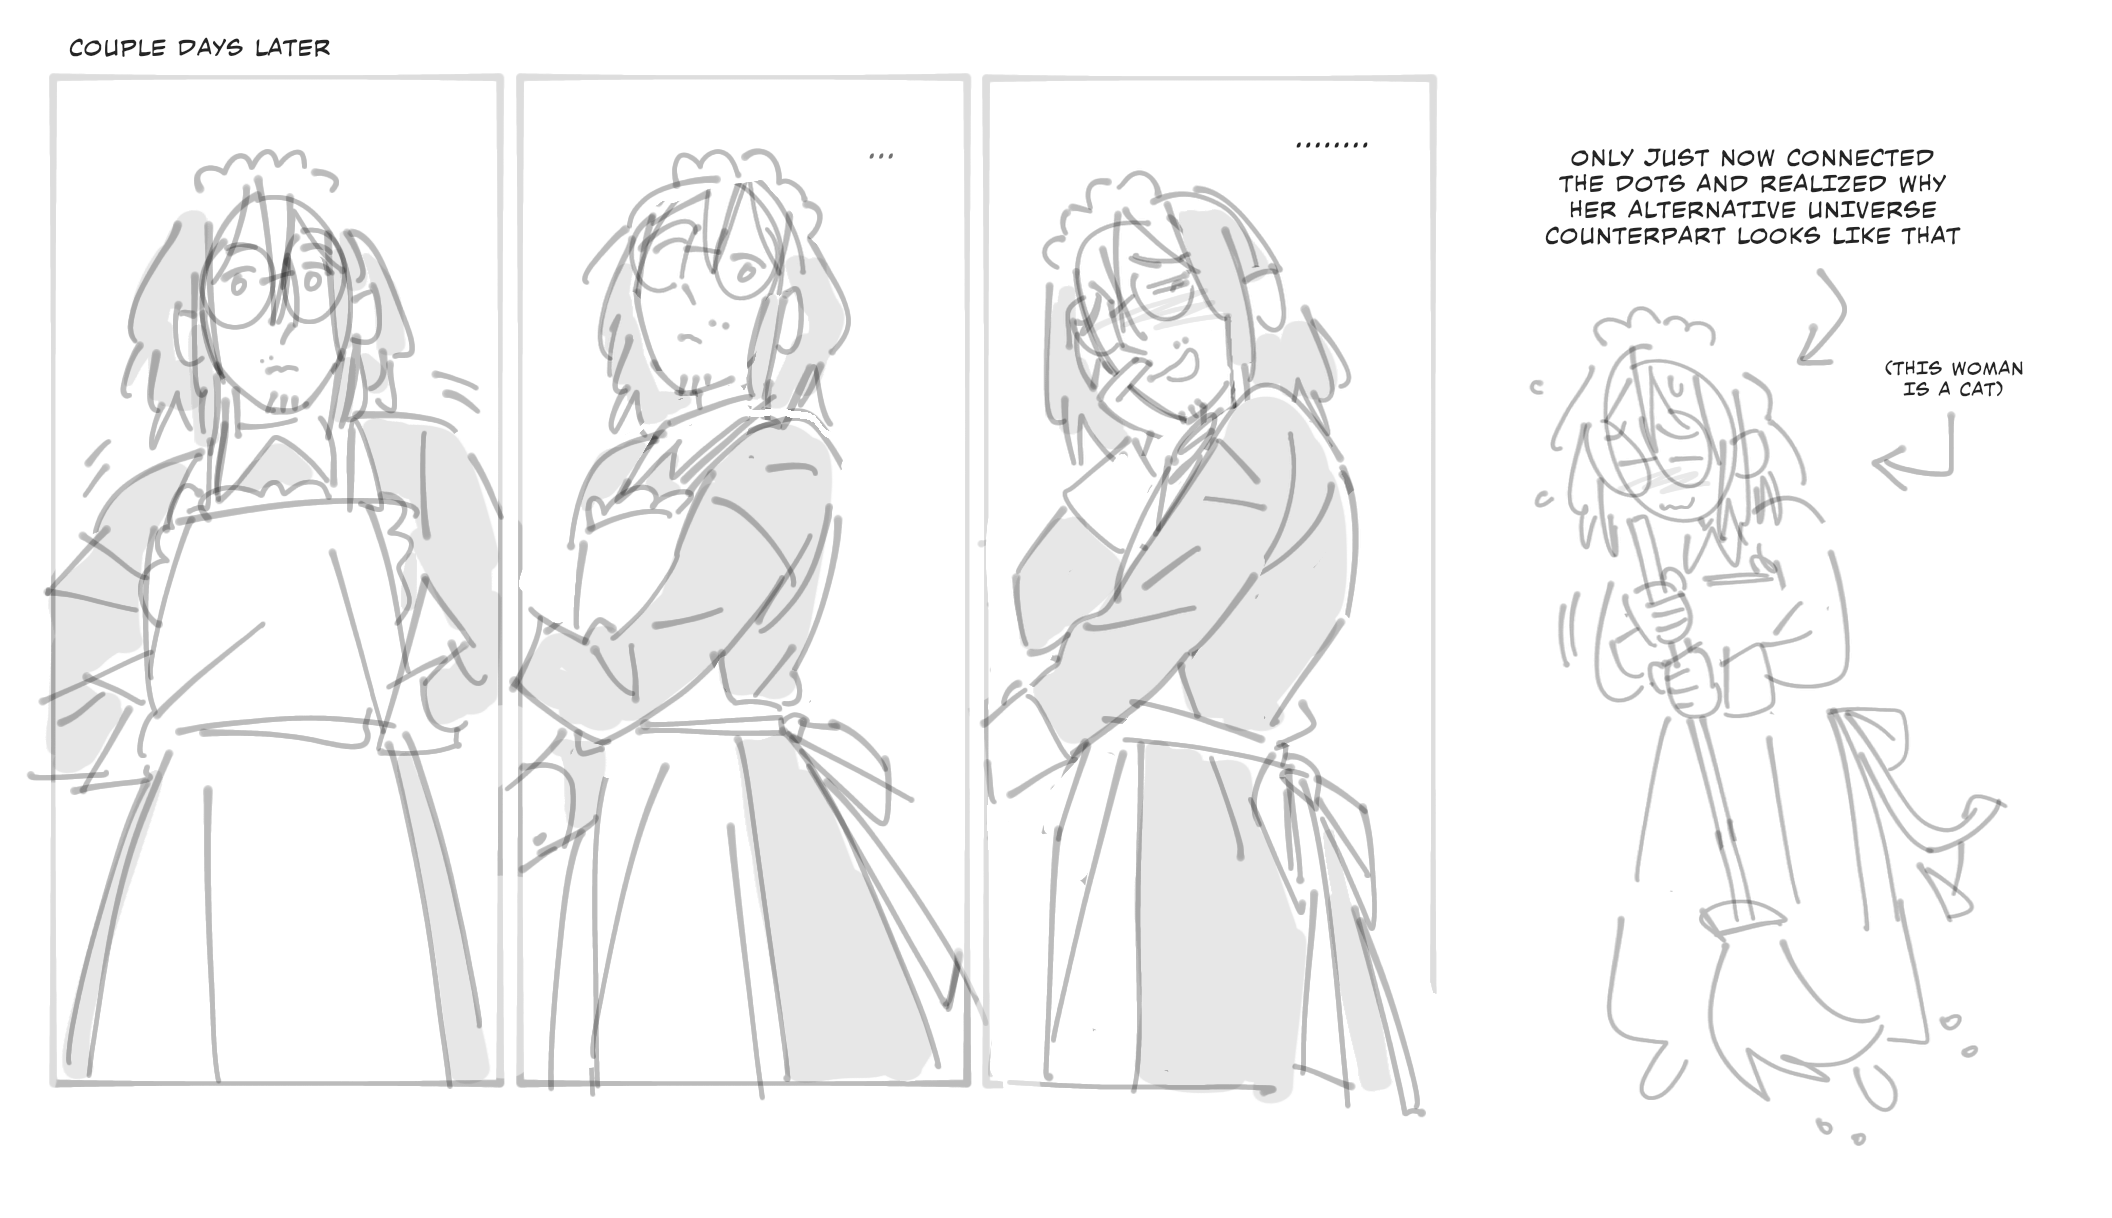 COUPLE DAYS LATER
...
........
ONLY JUST NOW CONNECTED
THE DOTS AND REALIZED WHY
HER ALTERNATIVE UNIVERSE
COUNTERPART LOOKS LIKE THAT
(THIS WOMAN
IS A CAT)